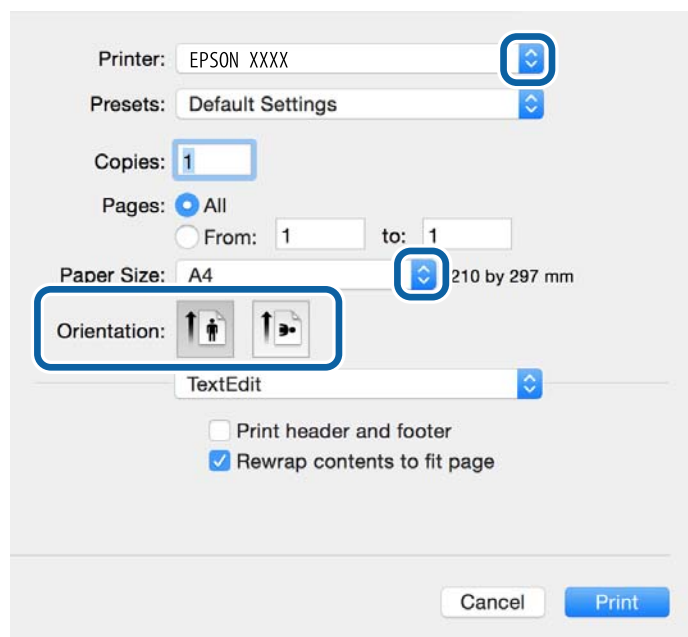 Printer: EPSON XXXX
Presets: Default Settings
Copies: 1
Pages: All
From: 1 to: 1
Paper Size: A4 210 by 297 mm
Orientation:
TextEdit
Print header and footer
Rewrap contents to fit page
Cancel Print